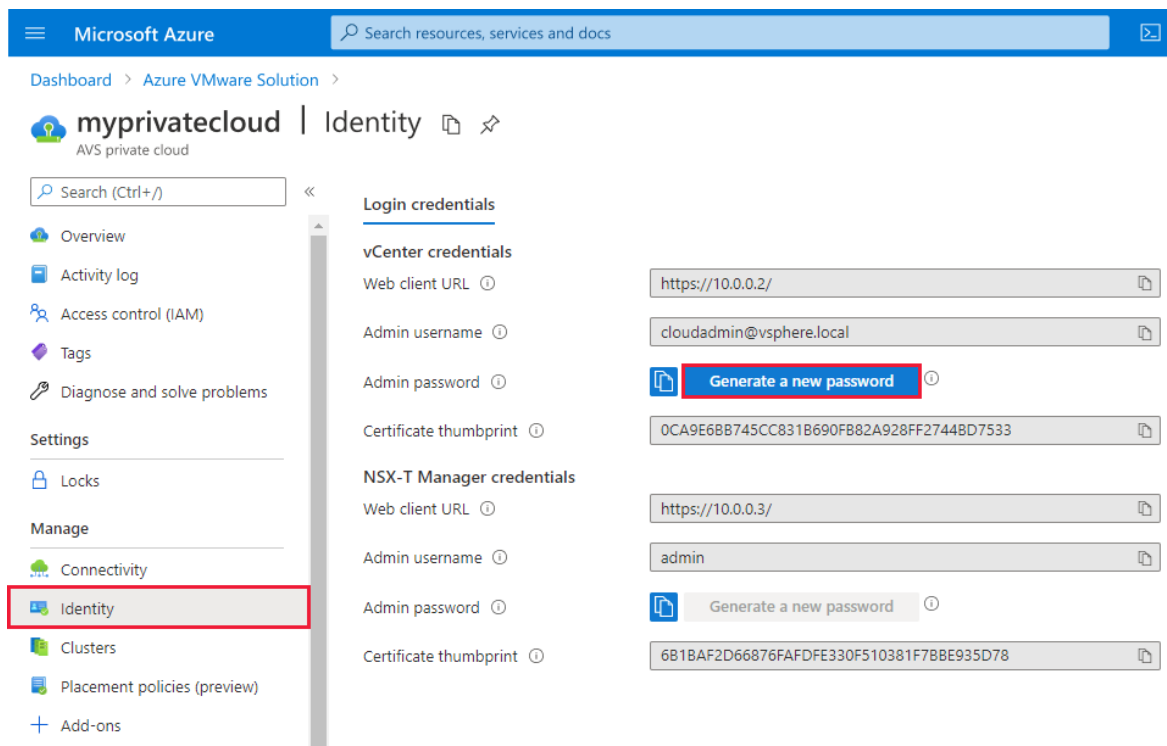 Microsoft Azure
Search resources, services and docs
Dashboard > Azure VMware Solution >
myprivatecloud | Identity
AVS private cloud
Search (Ctrl+/)
«
Overview
Activity log
Access control (IAM)
Tags
Diagnose and solve problems
Settings
Locks
Manage
Connectivity
Identity
Clusters
Placement policies (preview)
Add-ons
Login credentials
vCenter credentials
Web client URL https://10.0.0.2/
Admin username cloudadmin@vsphere.local
Admin password Generate a new password
Certificate thumbprint 0CA9E6BB745CC831B690FB82A928FF2744BD7533
NSX-T Manager credentials
Web client URL https://10.0.0.3/
Admin username admin
Admin password Generate a new password
Certificate thumbprint 6B1BAF2D66876FAFDFE330F510381F7BBE935D78